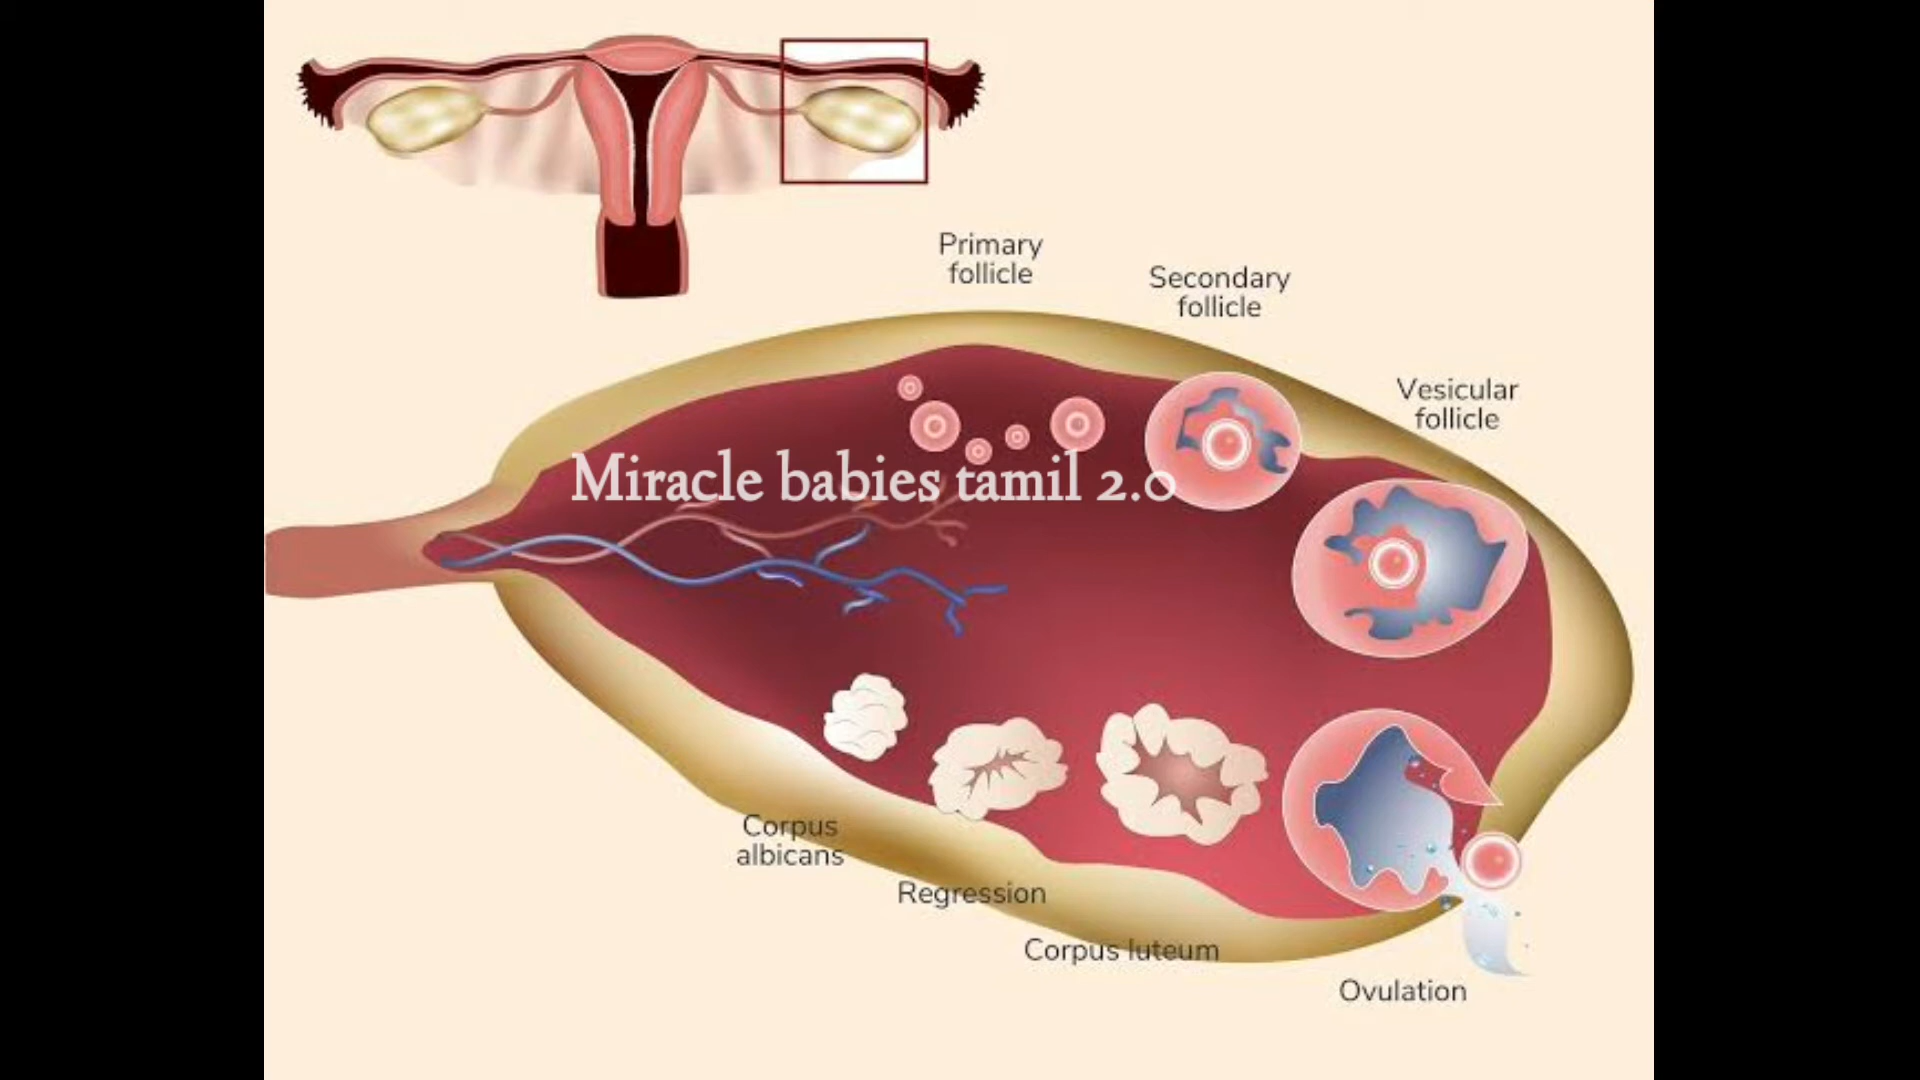 Primary
follicle
Secondary
follicle
Vesicular
follicle
Miracle babies tamil 2.0
Corpus
albicans
Regression
Corpus luteum
Ovulation